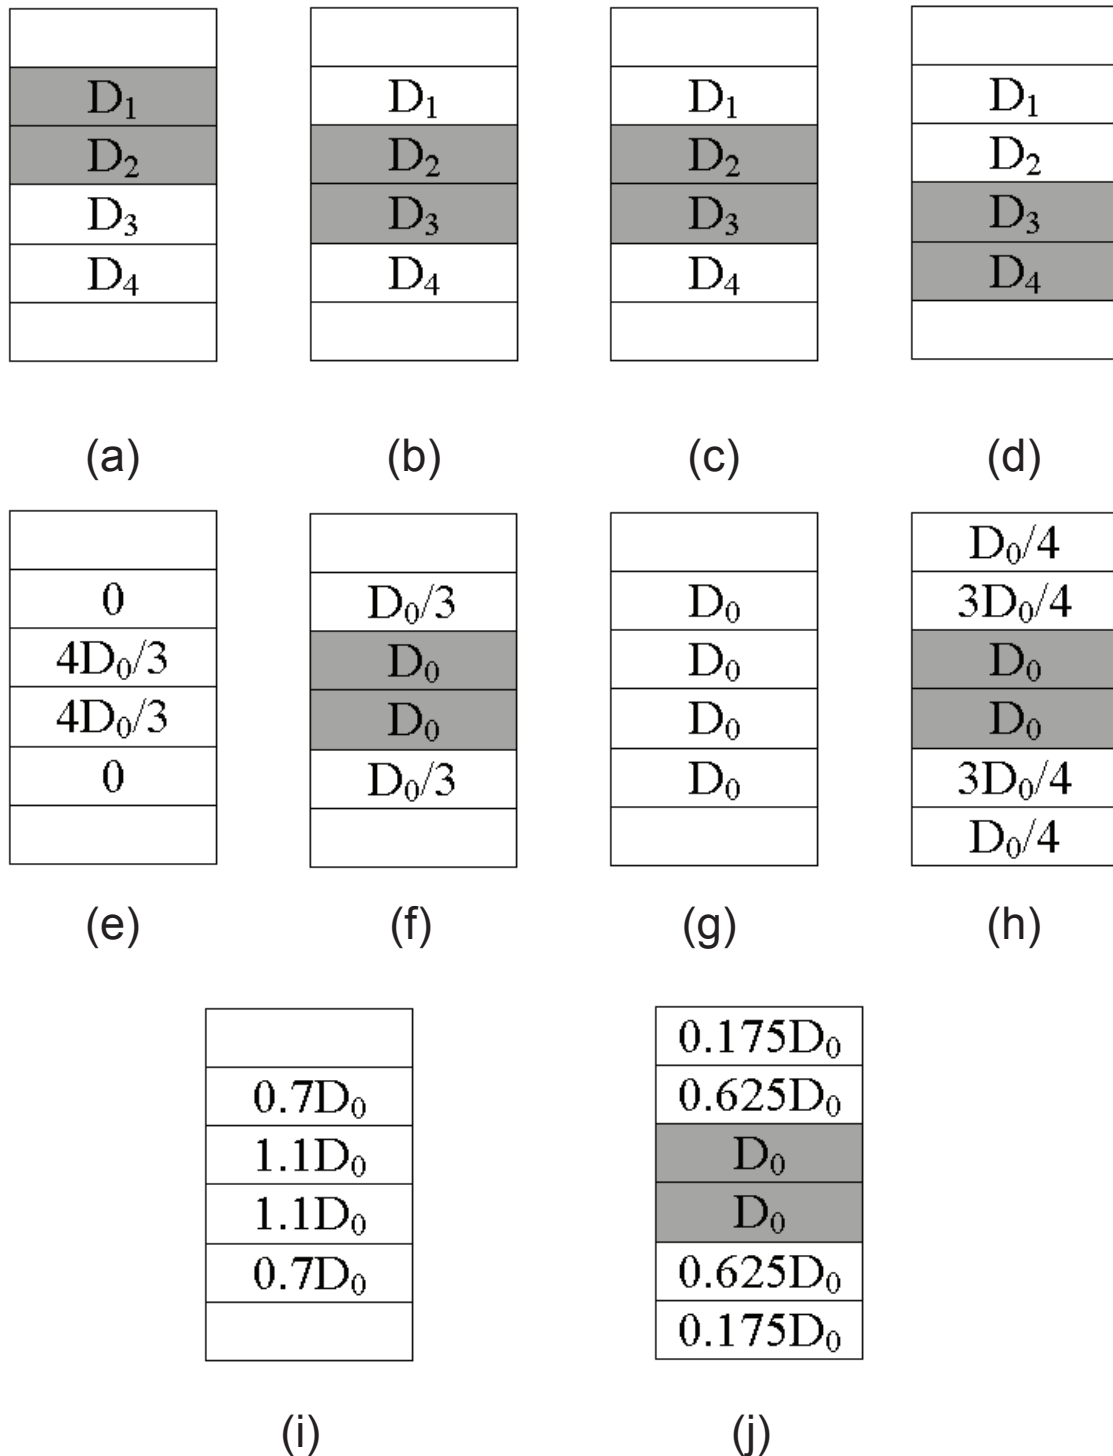 D₁ D₁ D₁ D₁
D₂ D₂ D₂ D₂
D₃ D₃ D₃ D₃
D₄ D₄ D₄ D₄
(a) (b) (c) (d)
D₀/4
0 D₀/3 D₀ 3D₀/4
4D₀/3 D₀ D₀ D₀
4D₀/3 D₀ D₀ D₀
0 D₀/3 D₀ 3D₀/4
D₀/4
(e) (f) (g) (h)
0.175D₀
0.7D₀ 0.625D₀
1.1D₀ D₀
1.1D₀ D₀
0.7D₀ 0.625D₀
0.175D₀
(i) (j)